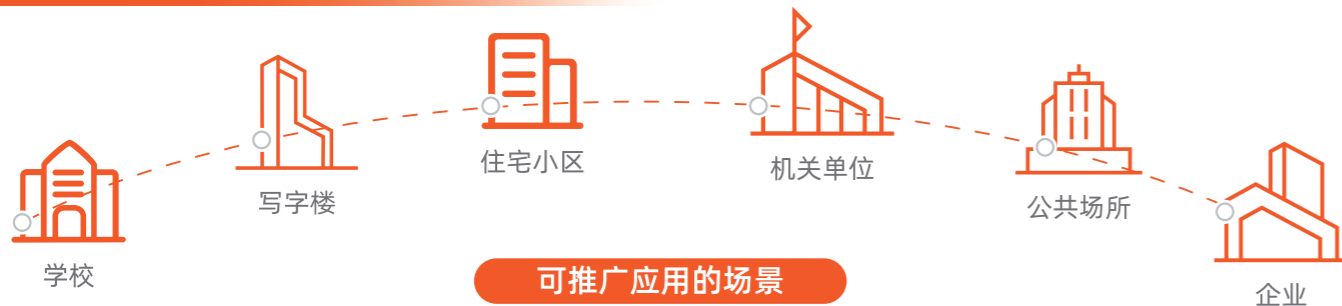 学校
写字楼
住宅小区
机关单位
公共场所
企业
可推广应用的场景